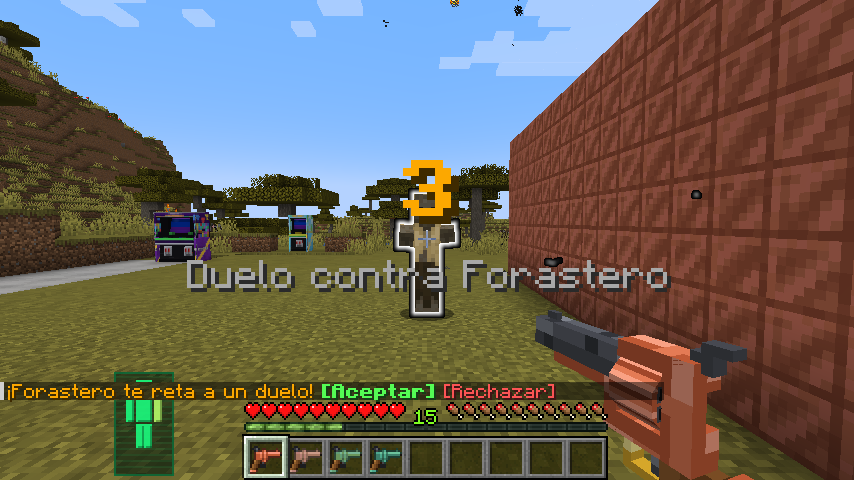 3
Duelo contra Forastero
¡Forastero te reta a un duelo! [Aceptar] [Rechazar]
15